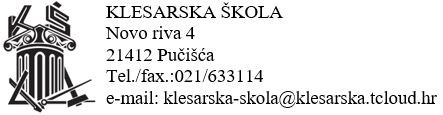 KLESARSKA ŠKOLA
Novo riva 4
21412 Pučišća
Tel./fax.:021/633114
e-mail: klesarska-skola@klesarska.tcloud.hr
K Š